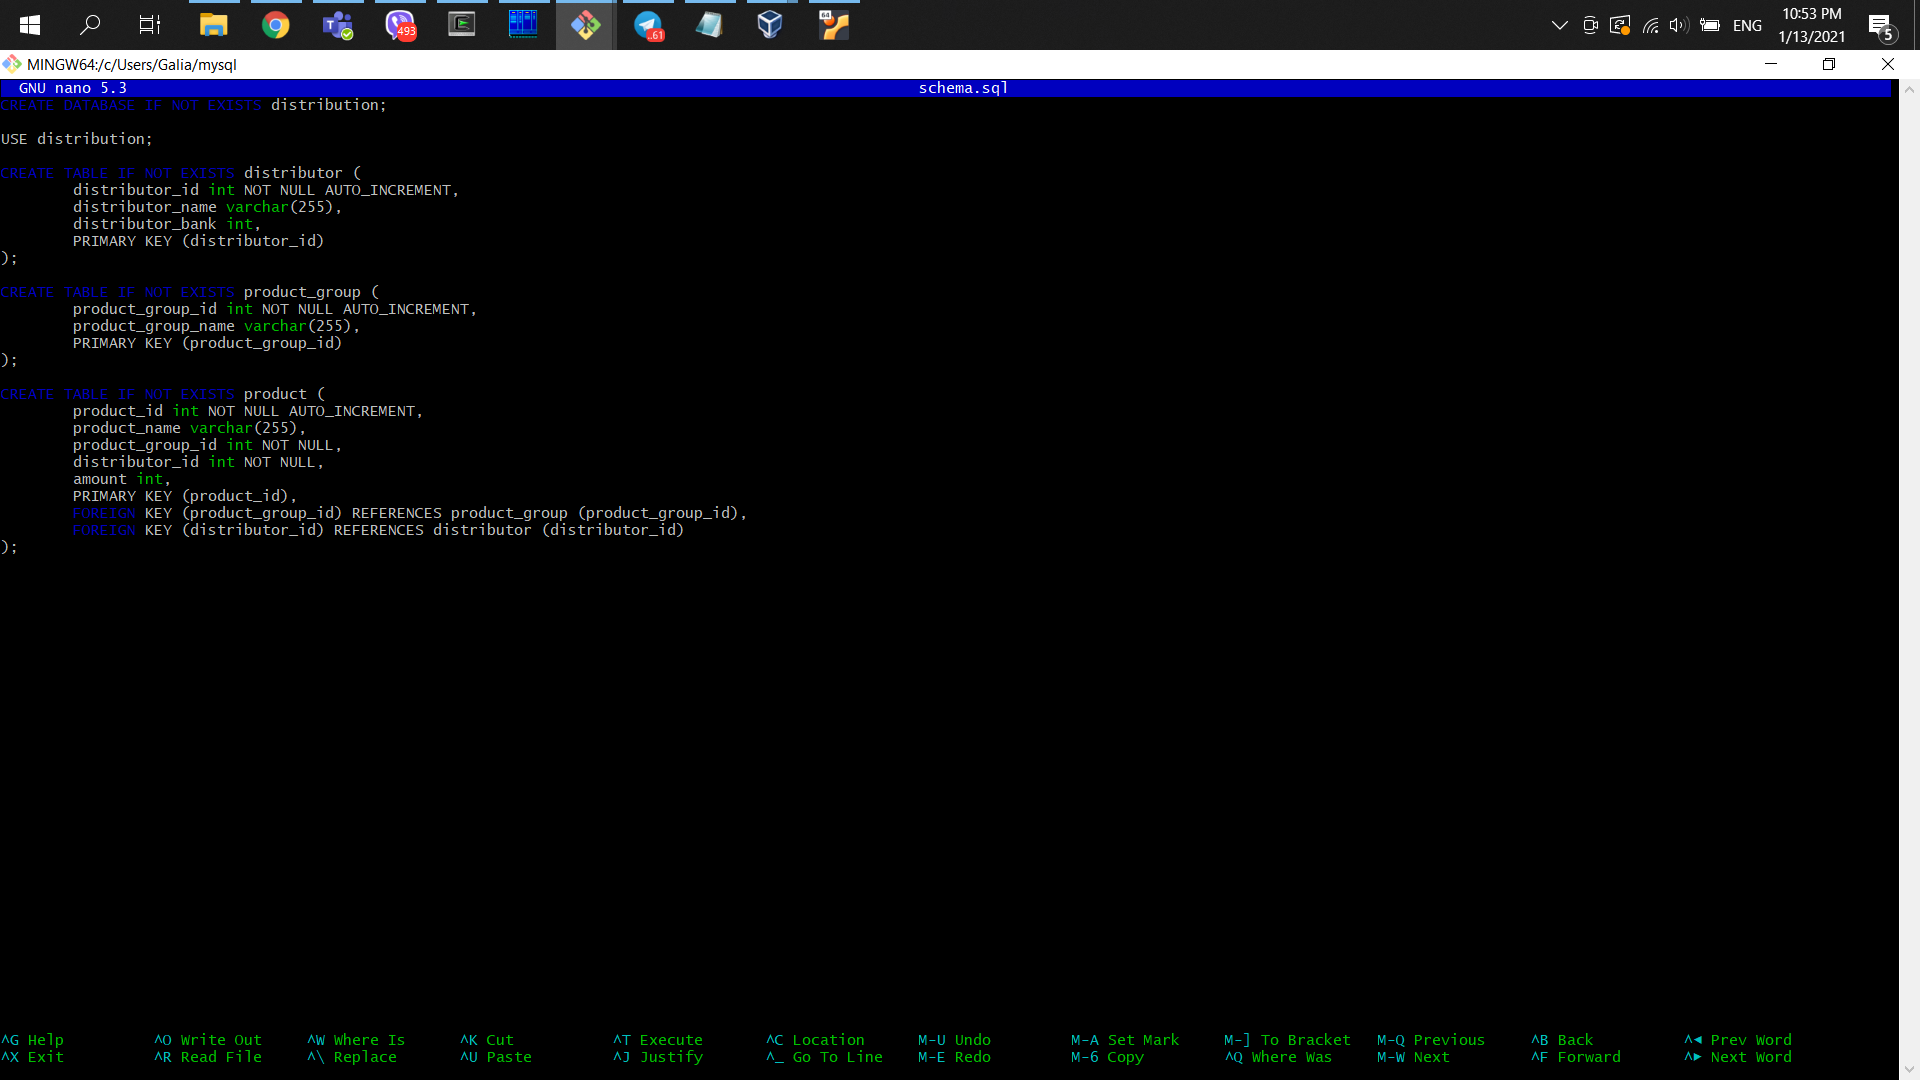 493
..61
64
ENG
10:53 PM
1/13/2021
5
MINGW64:/c/Users/Galia/mysql
GNU nano 5.3 schema.sql
CREATE DATABASE IF NOT EXISTS distribution;
USE distribution;
CREATE TABLE IF NOT EXISTS distributor (
distributor_id int NOT NULL AUTO_INCREMENT,
distributor_name varchar(255),
distributor_bank int,
PRIMARY KEY (distributor_id)
);
CREATE TABLE IF NOT EXISTS product_group (
product_group_id int NOT NULL AUTO_INCREMENT,
product_group_name varchar(255),
PRIMARY KEY (product_group_id)
);
CREATE TABLE IF NOT EXISTS product (
product_id int NOT NULL AUTO_INCREMENT,
product_name varchar(255),
product_group_id int NOT NULL,
distributor_id int NOT NULL,
amount int,
PRIMARY KEY (product_id),
FOREIGN KEY (product_group_id) REFERENCES product_group (product_group_id),
FOREIGN KEY (distributor_id) REFERENCES distributor (distributor_id)
);
^G Help ^O Write Out ^W Where Is ^K Cut ^T Execute ^C Location M-U Undo M-A Set Mark M-] To Bracket M-Q Previous ^B Back ^◄ Prev Word
^X Exit ^R Read File ^\ Replace ^U Paste ^J Justify ^_ Go To Line M-E Redo M-6 Copy ^Q Where Was M-W Next ^F Forward ^► Next Word